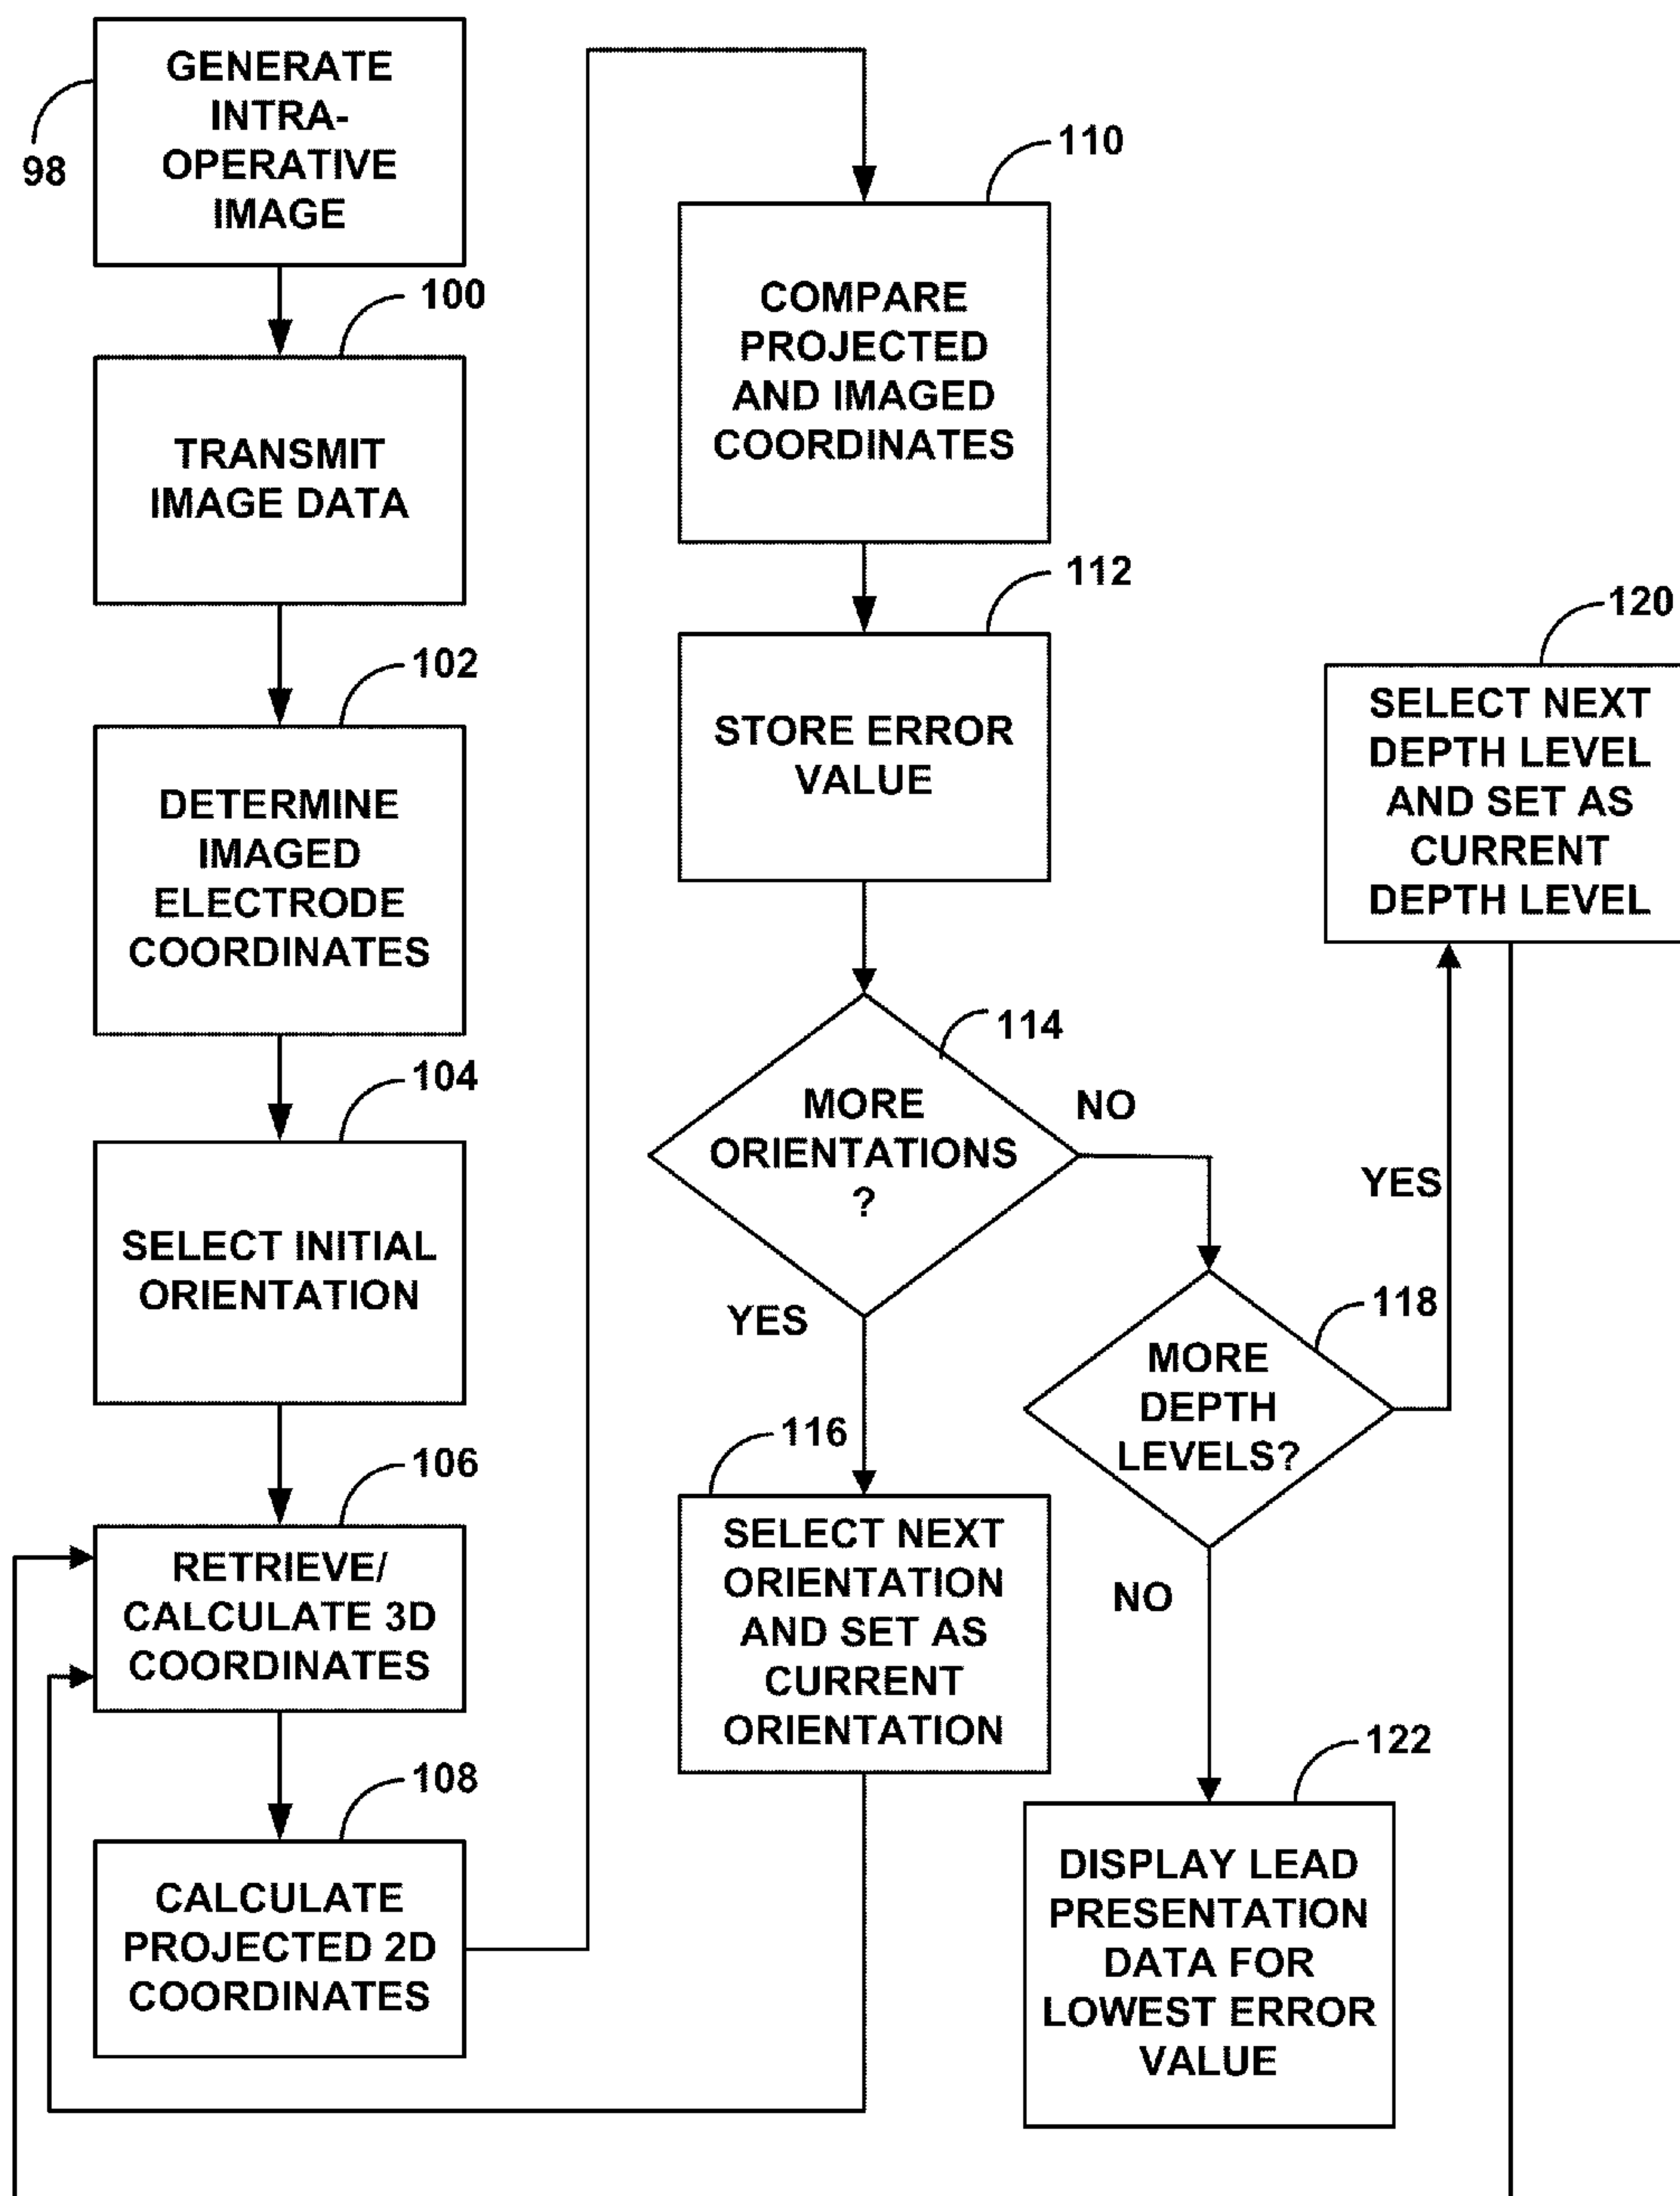 GENERATE
INTRA-
OPERATIVE
IMAGE
98
100
TRANSMIT
IMAGE DATA
102
DETERMINE
IMAGED
ELECTRODE
COORDINATES
104
SELECT INITIAL
ORIENTATION
106
RETRIEVE/
CALCULATE 3D
COORDINATES
108
CALCULATE
PROJECTED 2D
COORDINATES
110
COMPARE
PROJECTED
AND IMAGED
COORDINATES
112
STORE ERROR
VALUE
114
MORE
ORIENTATIONS
?
NO
YES
116
SELECT NEXT
ORIENTATION
AND SET AS
CURRENT
ORIENTATION
118
MORE
DEPTH
LEVELS?
YES
NO
120
SELECT NEXT
DEPTH LEVEL
AND SET AS
CURRENT
DEPTH LEVEL
122
DISPLAY LEAD
PRESENTATION
DATA FOR
LOWEST ERROR
VALUE